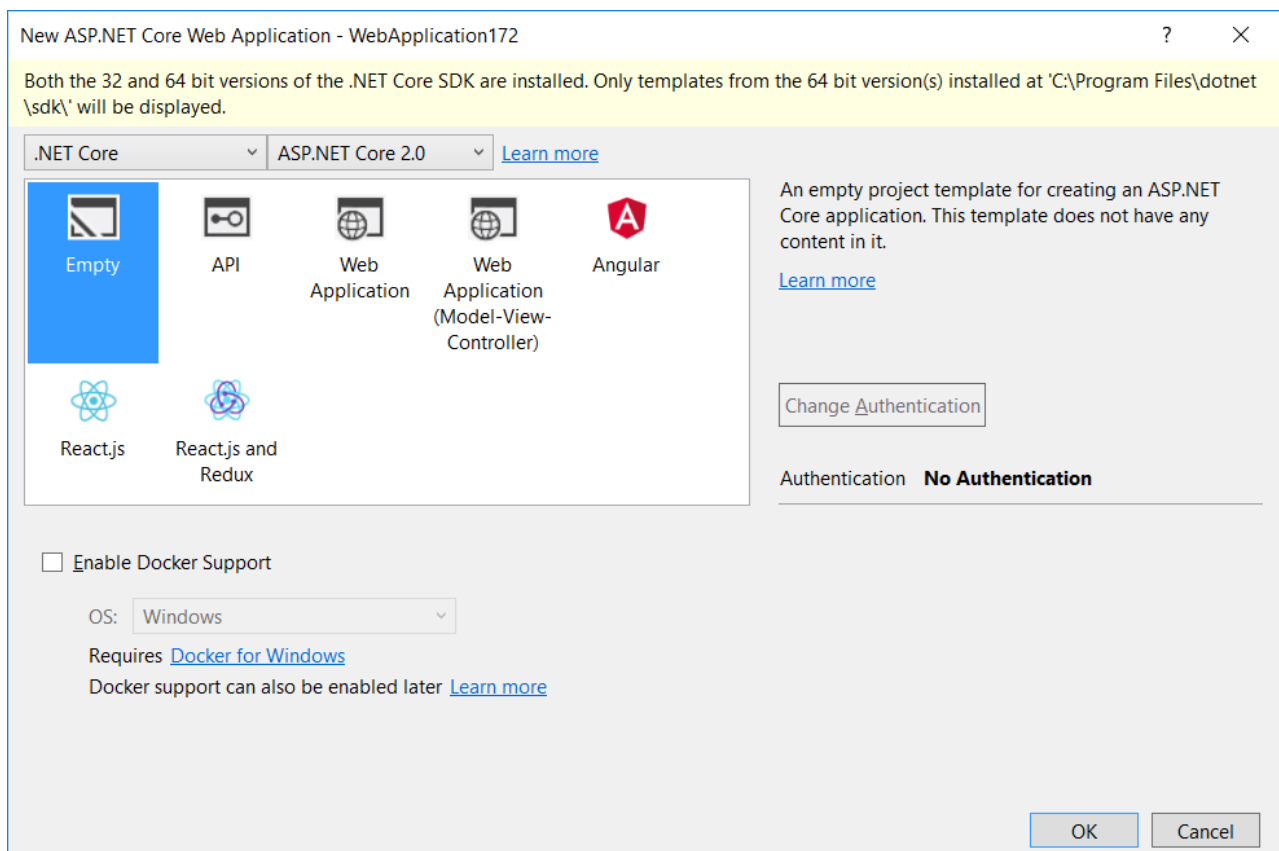 New ASP.NET Core Web Application - WebApplication172
Both the 32 and 64 bit versions of the .NET Core SDK are installed. Only templates from the 64 bit version(s) installed at 'C:\Program Files\dotnet
\sdk\' will be displayed.
.NET Core
ASP.NET Core 2.0
Learn more
Empty
API
Web
Application
Web
Application
(Model-View-
Controller)
Angular
React.js
React.js and
Redux
An empty project template for creating an ASP.NET
Core application. This template does not have any
content in it.
Learn more
Change Authentication
Authentication No Authentication
Enable Docker Support
OS: Windows
Requires Docker for Windows
Docker support can also be enabled later Learn more
OK
Cancel